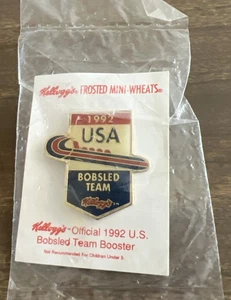 Kellogg's® FROSTED MINI-WHEATS®
1992
USA
BOBSLED
TEAM
Kellogg's™
Kellogg's® Official 1992 U.S.
Bobsled Team Booster
Not Recommended For Children Under 5.